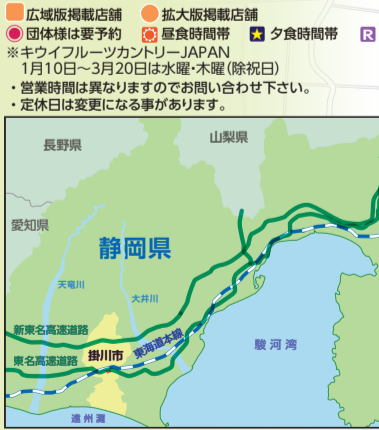 広域版掲載店舗 拡大版掲載店舗
団体様は要予約 昼食時間帯 夕食時間帯 R
※キウイフルーツカントリーJAPAN
1月10日～3月20日は水曜・木曜(除祝日)
・営業時間は異なりますのでお問い合わせ下さい。
・定休日は変更になる事があります。
長野県
山梨県
愛知県
静岡県
天竜川
大井川
新東名高速道路
東海道本線
掛川市
東名高速道路
駿河湾
遠州灘